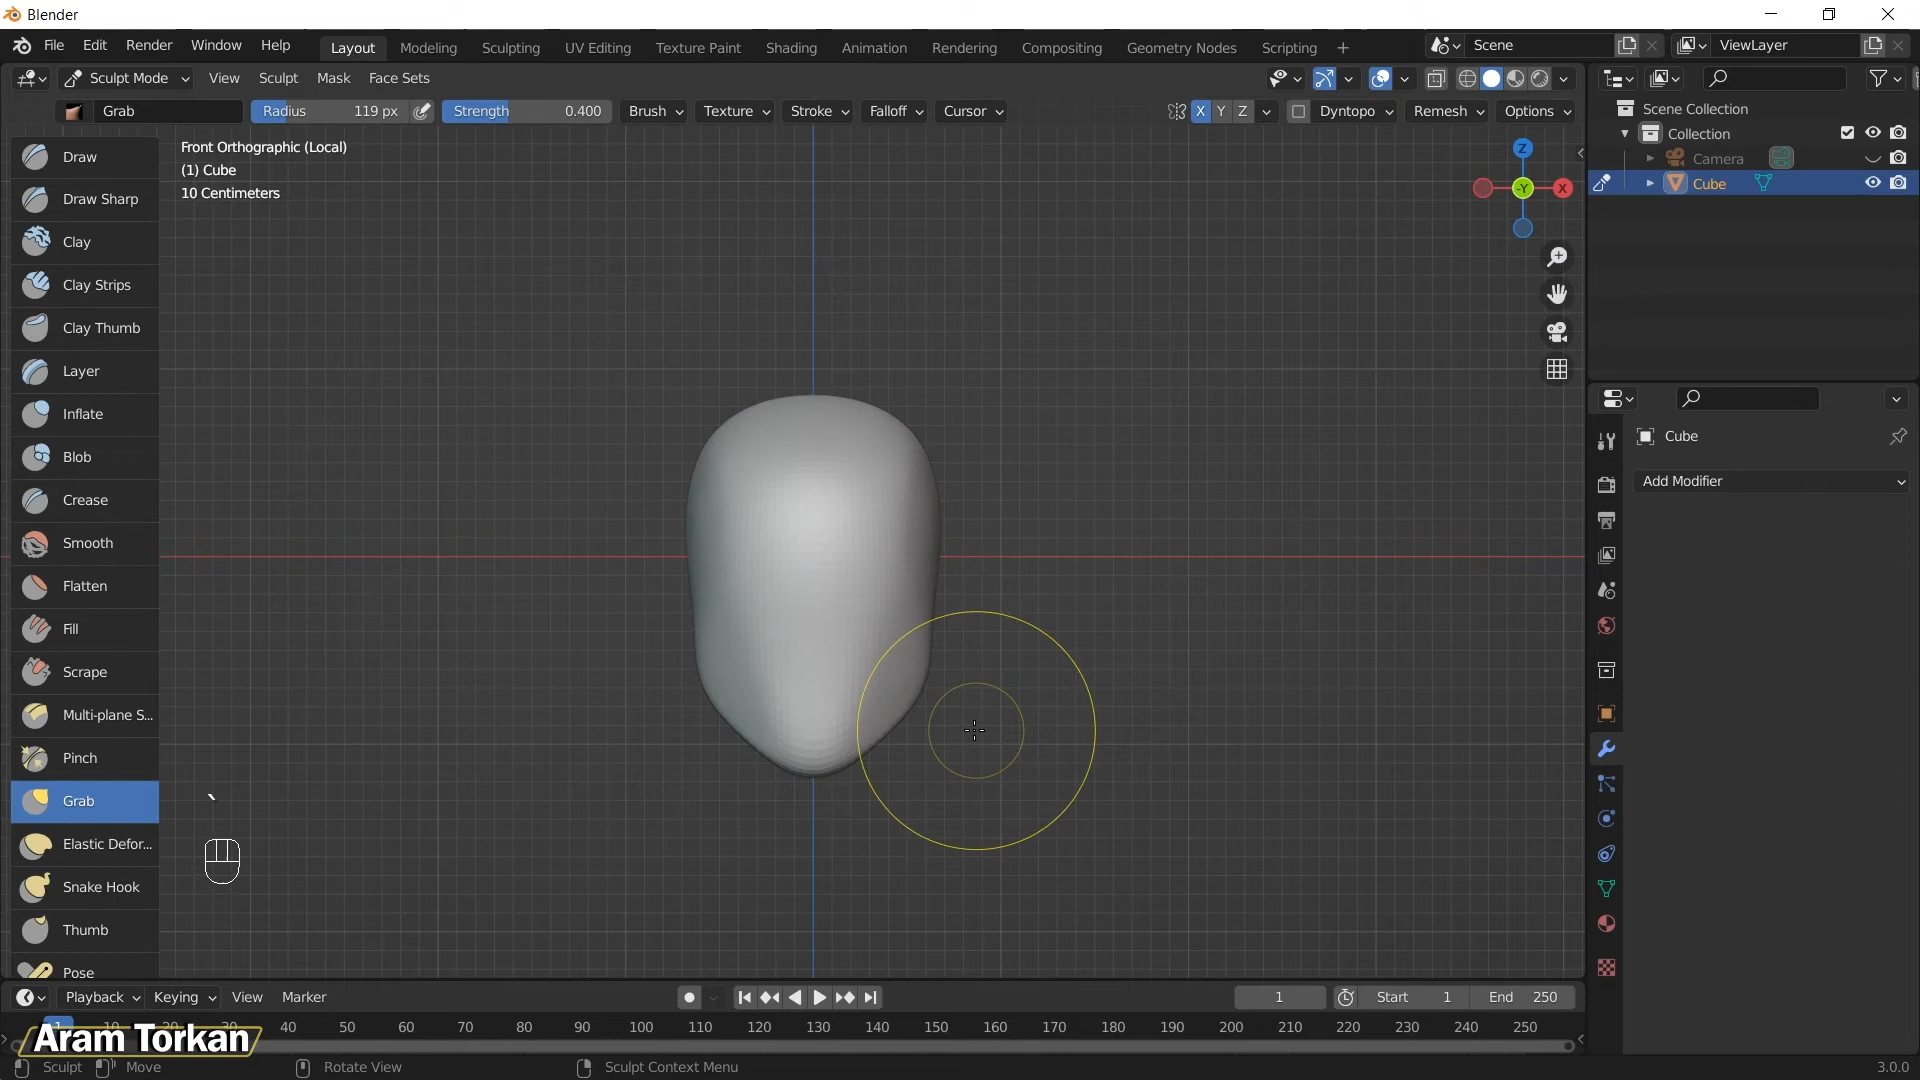 Blender
File Edit Render Window Help Layout Modeling Sculpting UV Editing Texture Paint Shading Animation Rendering Compositing Geometry Nodes Scripting + Scene ViewLayer
Sculpt Mode View Sculpt Mask Face Sets
Grab Radius 119 px Strength 0.400 Brush Texture Stroke Falloff Cursor X Y Z Dyntopo Remesh Options
Scene Collection
Collection
Camera
Cube
Front Orthographic (Local)
(1) Cube
10 Centimeters
Z
-Y X
Draw
Draw Sharp
Clay
Clay Strips
Clay Thumb
Layer
Inflate
Blob
Crease
Smooth
Flatten
Fill
Scrape
Multi-plane S...
Pinch
Grab
Elastic Defor...
Snake Hook
Thumb
Pose
`
Cube
Add Modifier
Playback Keying View Marker 1 Start 1 End 250
1 10 20 30 40 50 60 70 80 90 100 110 120 130 140 150 160 170 180 190 200 210 220 230 240 250
Aram Torkan
Sculpt Move Rotate View Sculpt Context Menu 3.0.0